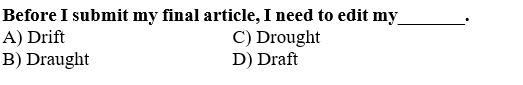 Before I submit my final article, I need to edit my_______.
A) Drift C) Drought
B) Draught D) Draft